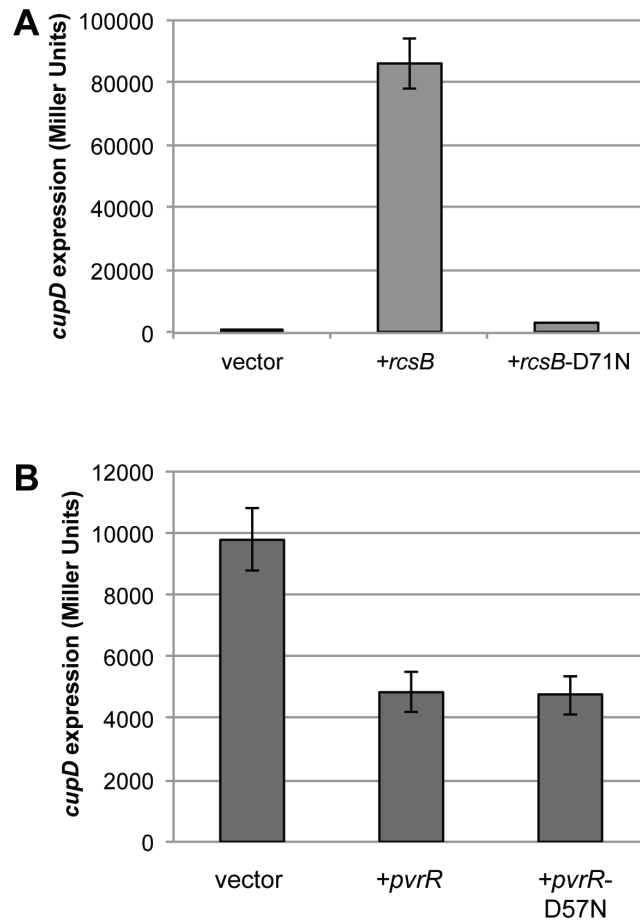 A
cupD expression (Miller Units)
100000
80000
60000
40000
20000
0
vector
+rcsB
+rcsB-D71N
B
cupD expression (Miller Units)
12000
10000
8000
6000
4000
2000
0
vector
+pvrR
+pvrR-
D57N